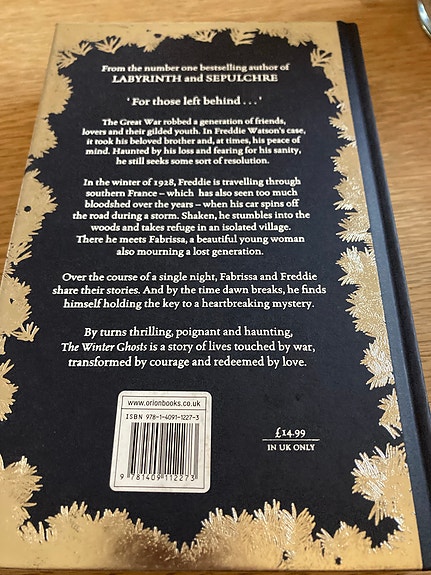 From the number one bestselling author of
LABYRINTH and SEPULCHRE
'For those left behind . . .'
The Great War robbed a generation of friends,
lovers and their gilded youth. In Freddie Watson's case,
it took his beloved brother and, at times, his peace of
mind. Haunted by his loss and fearing for his sanity,
he still seeks some sort of resolution.
In the winter of 1928, Freddie is travelling through
southern France – which has also seen too much
bloodshed over the years – when his car spins off
the road during a storm. Shaken, he stumbles into the
woods and takes refuge in an isolated village.
There he meets Fabrissa, a beautiful young woman
also mourning a lost generation.
Over the course of a single night, Fabrissa and Freddie
share their stories. And by the time dawn breaks, he finds
himself holding the key to a heartbreaking mystery.
By turns thrilling, poignant and haunting,
The Winter Ghosts is a story of lives touched by war,
transformed by courage and redeemed by love.
www.orionbooks.co.uk
ISBN 978-1-4091-1227-3
9 781409 112273
£14.99
IN UK ONLY